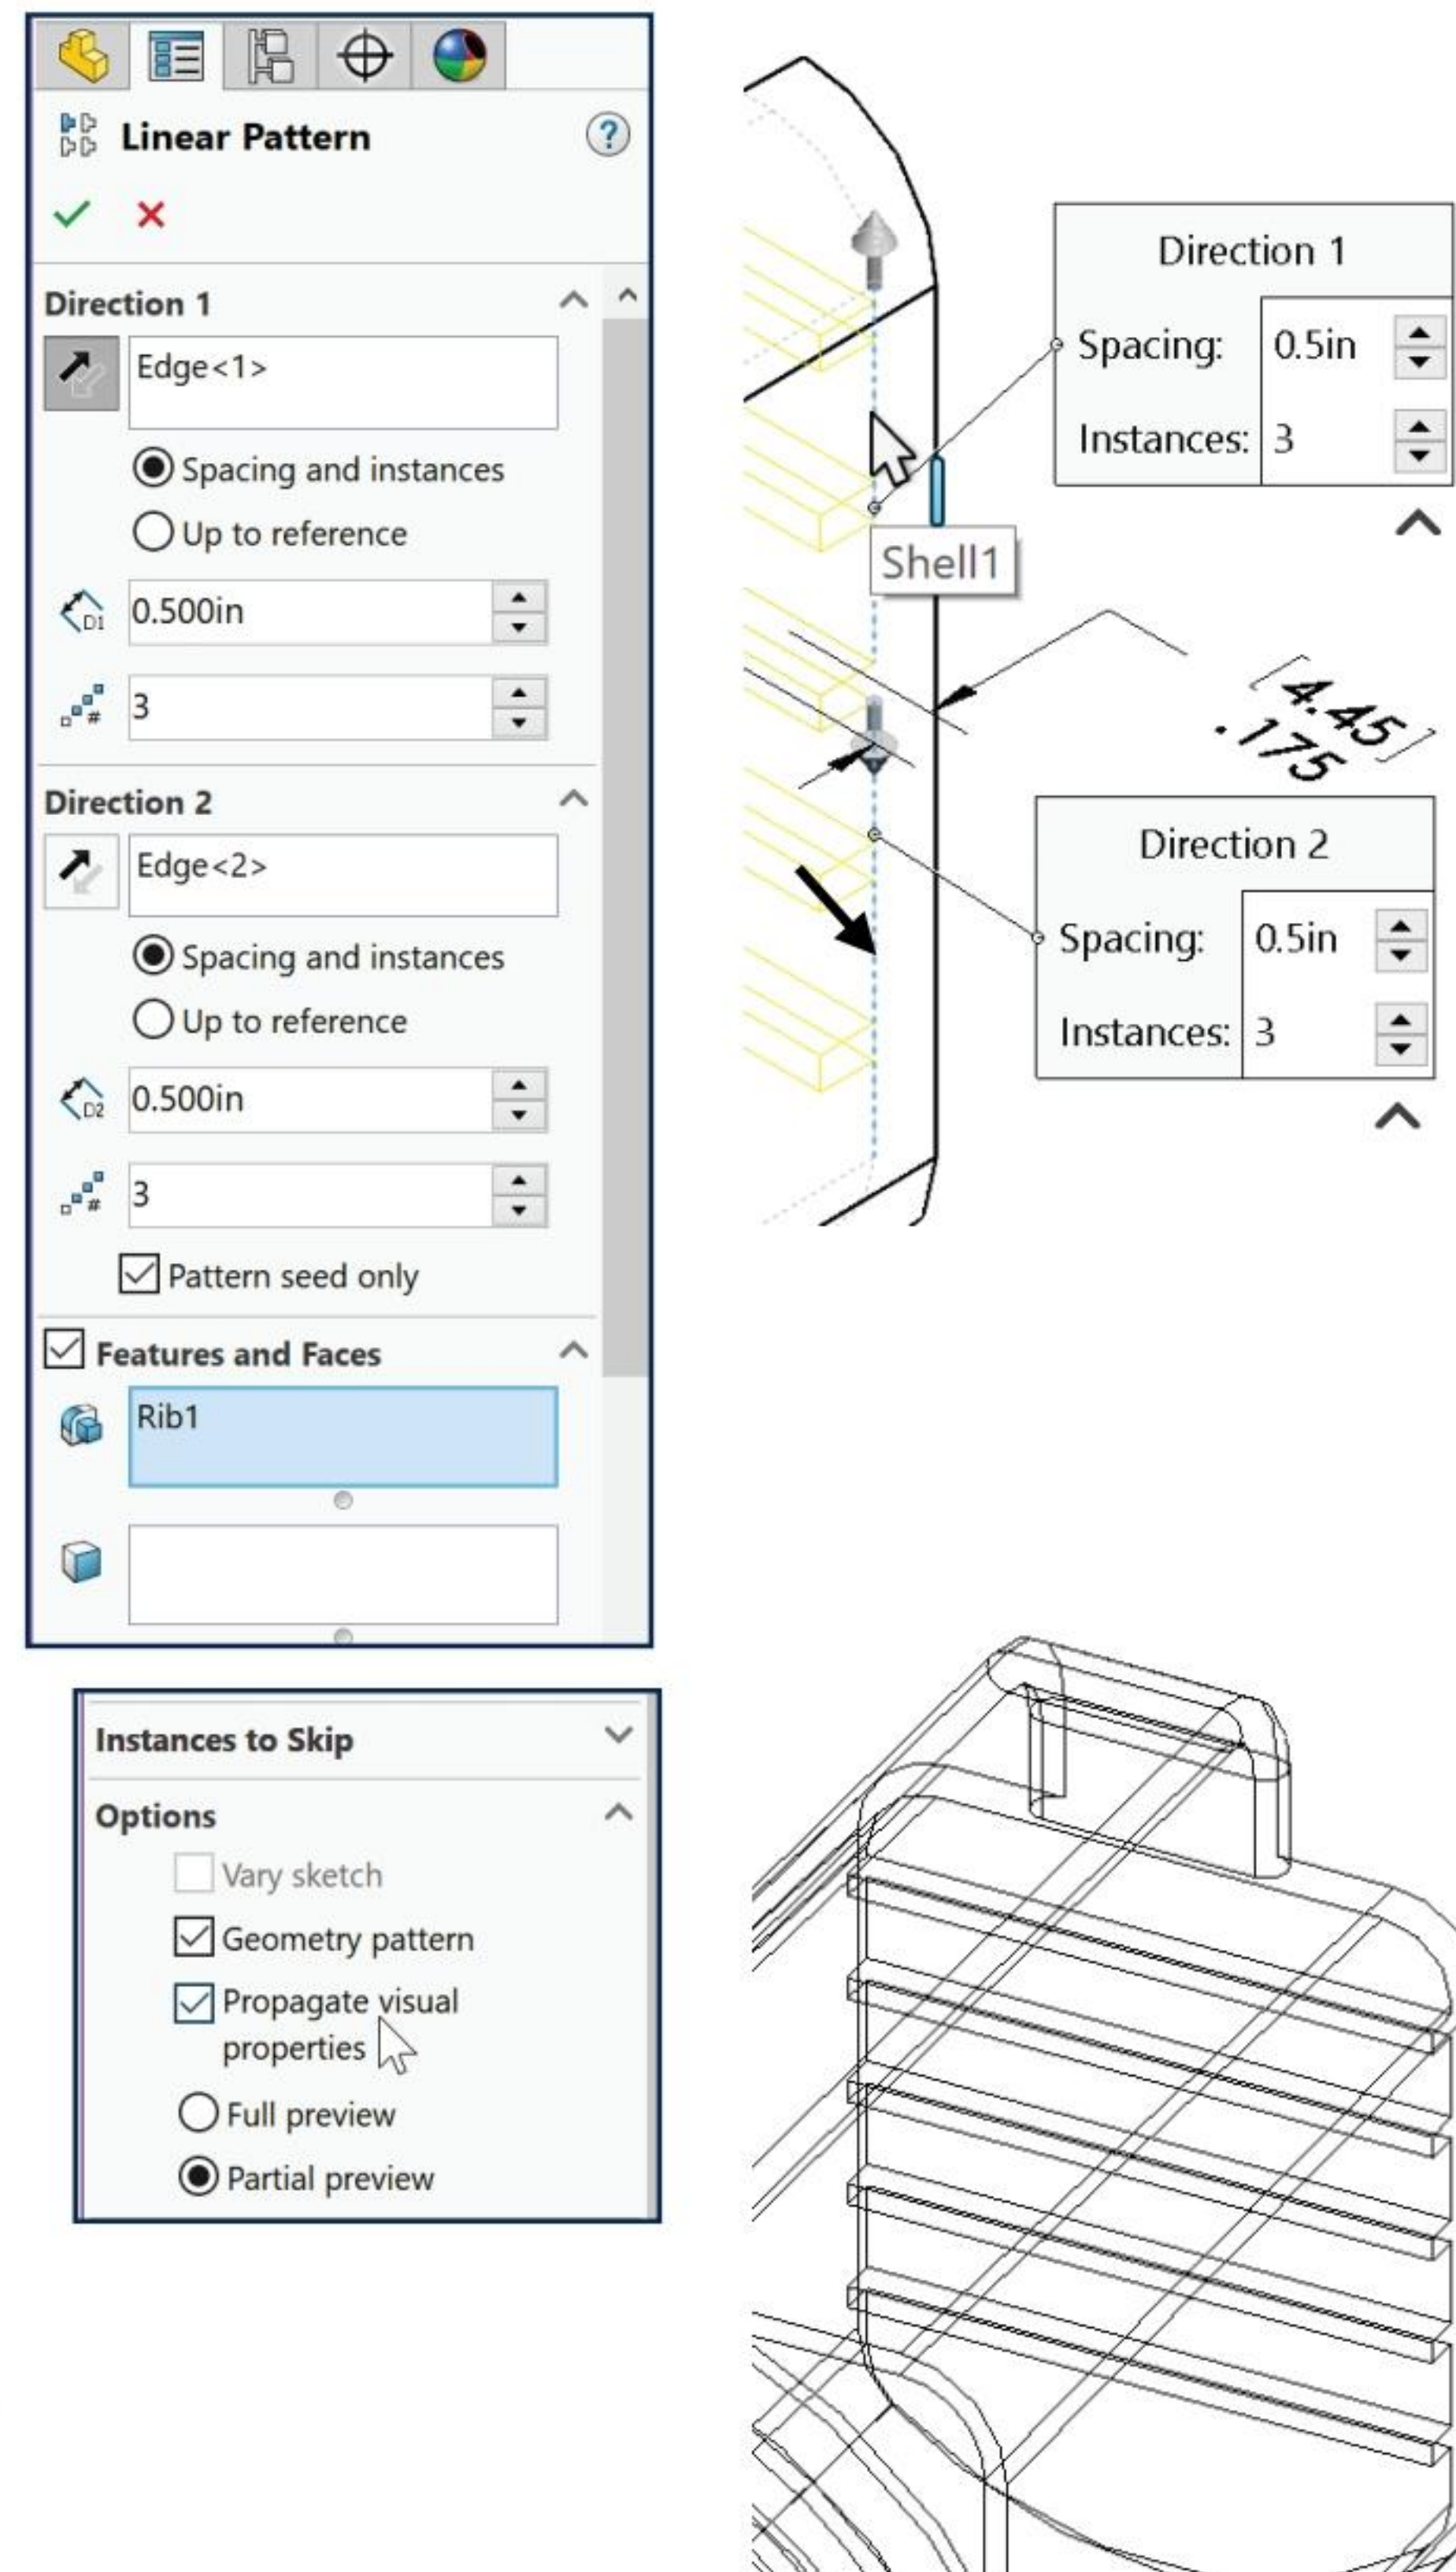 Linear Pattern
?
Direction 1
Edge<1>
Spacing and instances
Up to reference
D1
0.500in
#
3
Direction 2
Edge<2>
Spacing and instances
Up to reference
D2
0.500in
#
3
Pattern seed only
Features and Faces
Rib1
Instances to Skip
Options
Vary sketch
Geometry pattern
Propagate visual
properties
Full preview
Partial preview
Direction 1
Spacing: 0.5in
Instances: 3
Shell1
[4.45]
.175
Direction 2
Spacing: 0.5in
Instances: 3